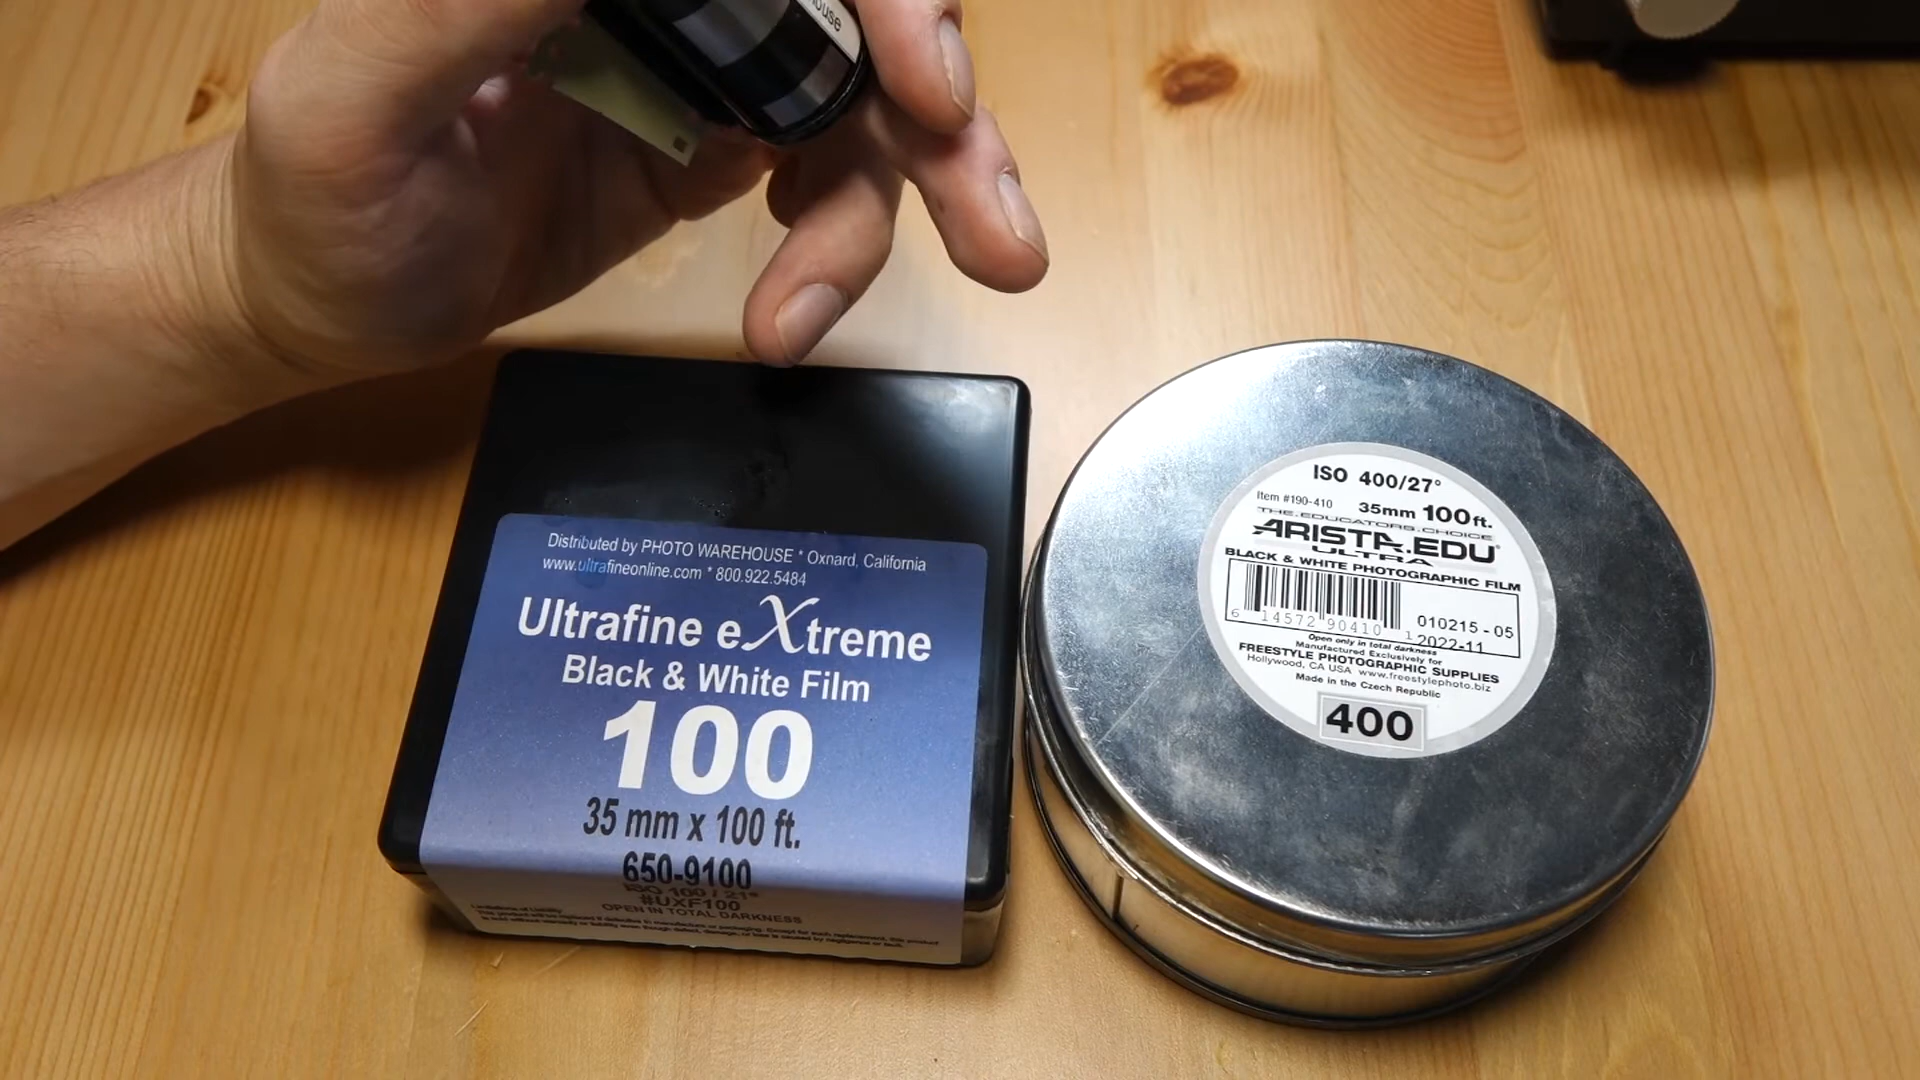 Distributed by PHOTO WAREHOUSE * Oxnard, California
www.ultrafineonline.com * 800.922.5484
Ultrafine eXtreme
Black & White Film
100
35 mm x 100 ft.
650-9100
ISO 100 / 21°
#UXF100
OPEN IN TOTAL DARKNESS
Limitations of Liability
ISO 400/27°
Item #190-410
35mm 100ft.
THE.EDUCATORS.CHOICE
ARISTA.EDU®
ULTRA
BLACK & WHITE PHOTOGRAPHIC FILM
6 14572 90410 1
010215 - 05
2022-11
Open only in total darkness
Manufactured Exclusively for
FREESTYLE PHOTOGRAPHIC SUPPLIES
Hollywood, CA USA www.freestylephoto.biz
Made in the Czech Republic
400